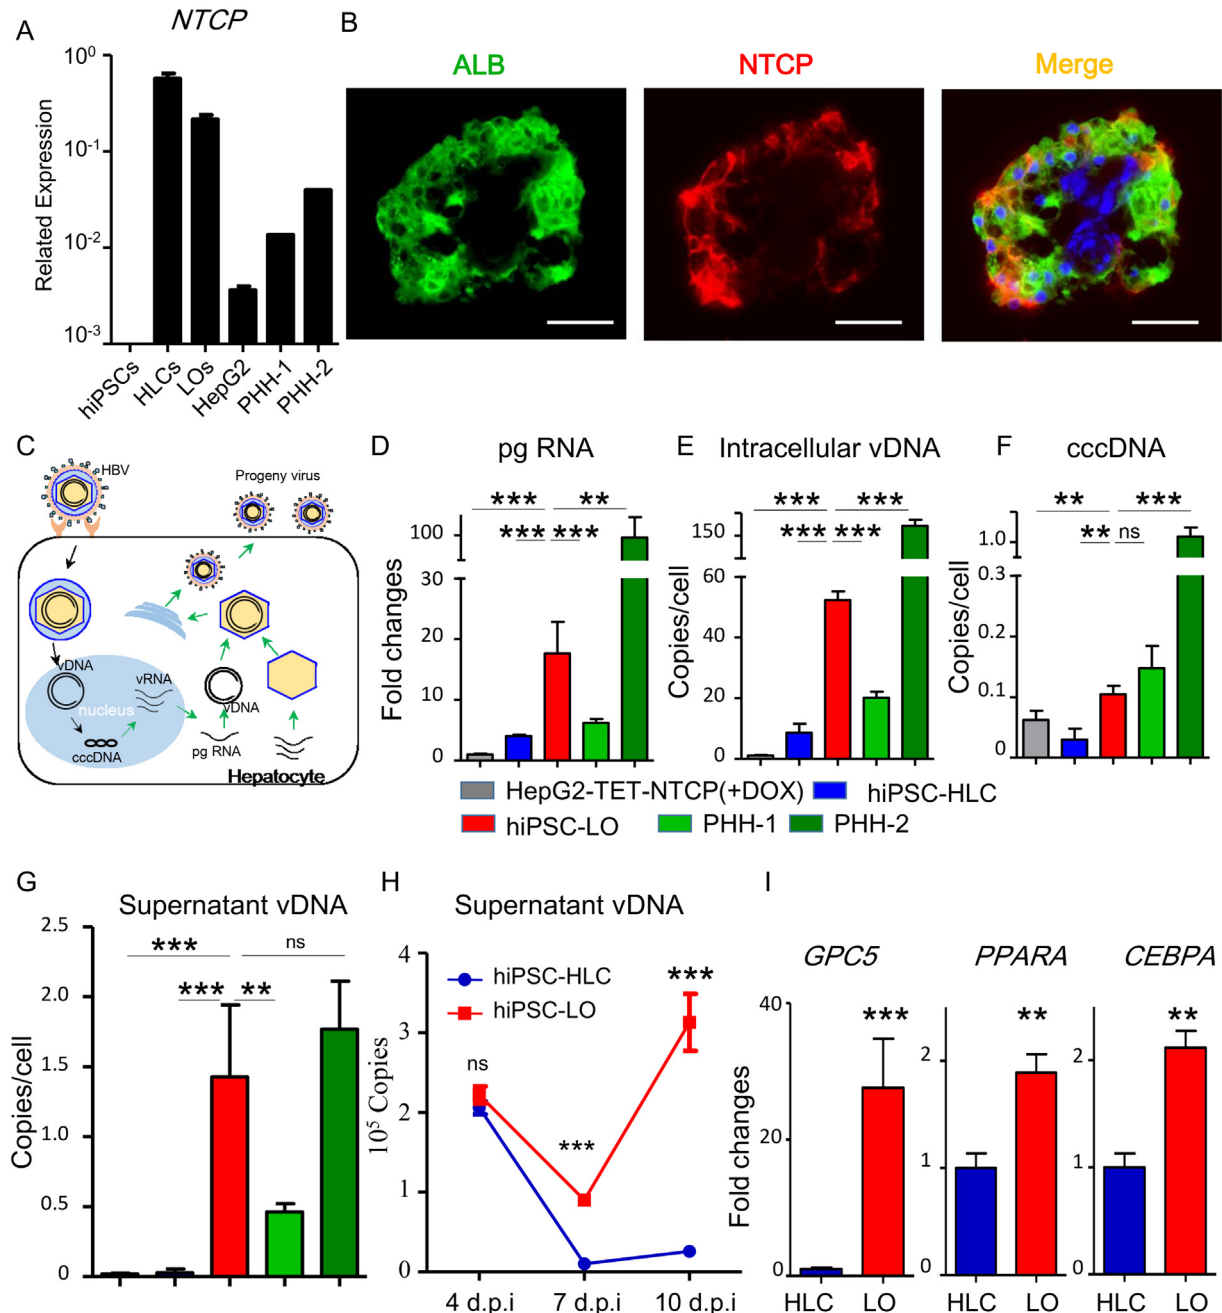 A
NTCP
Related Expression
10⁰
10⁻¹
10⁻²
10⁻³
hiPSCs
HLCs
LOs
HepG2
PHH-1
PHH-2
B
ALB
NTCP
Merge
C
HBV
Progeny virus
vDNA
vRNA
nucleus
cccDNA
pg RNA
vDNA
Hepatocyte
D
pg RNA
Fold changes
*** **
*** ***
100
30
20
10
0
E
Intracellular vDNA
Copies/cell
*** ***
*** ***
150
60
40
20
0
F
cccDNA
Copies/cell
** ***
** ns
1.0
0.3
0.2
0.1
0
HepG2-TET-NTCP(+DOX) hiPSC-HLC
hiPSC-LO PHH-1 PHH-2
G
Supernatant vDNA
Copies/cell
2.5
2.0
1.5
1.0
0.5
0
*** ns
*** **
H
Supernatant vDNA
10⁵ Copies
4
3
2
1
0
hiPSC-HLC
hiPSC-LO
ns
***
***
4 d.p.i 7 d.p.i 10 d.p.i
I
GPC5 PPARA CEBPA
Fold changes
40
20
0
***
HLC LO
2
1
0
**
HLC LO
2
1
0
**
HLC LO